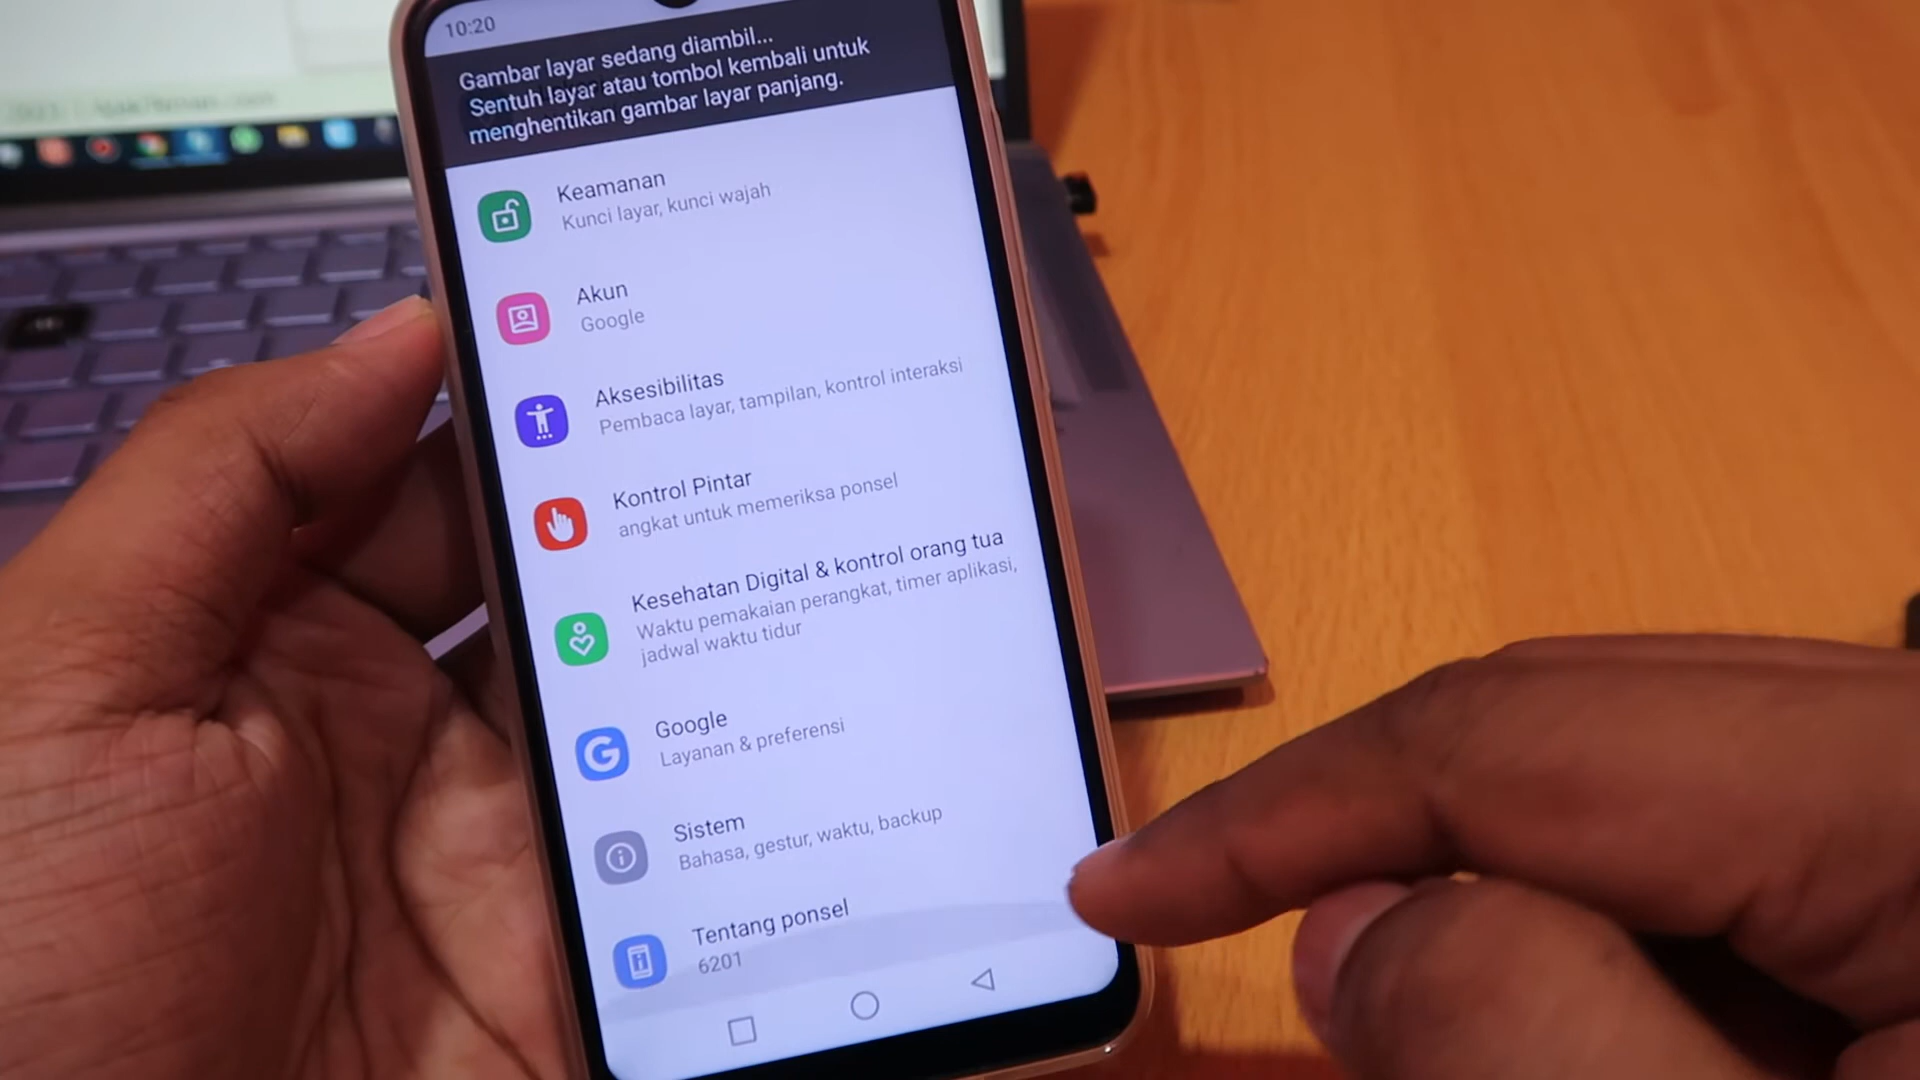 10:20
Gambar layar sedang diambil...
Sentuh layar atau tombol kembali untuk
menghentikan gambar layar panjang.
Keamanan
Kunci layar, kunci wajah
Akun
Google
Aksesibilitas
Pembaca layar, tampilan, kontrol interaksi
Kontrol Pintar
angkat untuk memeriksa ponsel
Kesehatan Digital & kontrol orang tua
Waktu pemakaian perangkat, timer aplikasi,
jadwal waktu tidur
Google
Layanan & preferensi
Sistem
Bahasa, gestur, waktu, backup
Tentang ponsel
6201